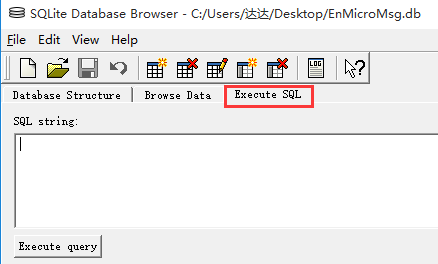 SQLite Database Browser - C:/Users/达达/Desktop/EnMicroMsg.db
File Edit View Help
LOG ?
Database Structure Browse Data Execute SQL
SQL string:
Execute query